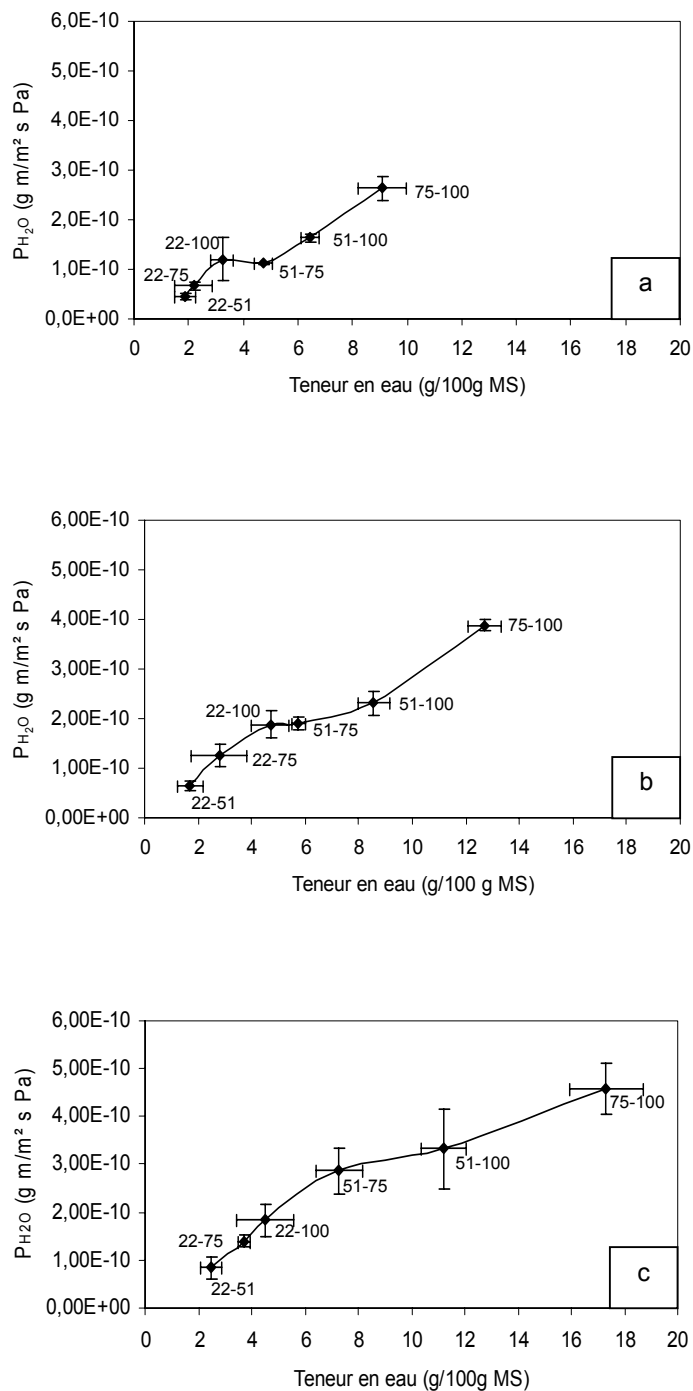 6,0E-10
5,0E-10
4,0E-10
3,0E-10
2,0E-10
1,0E-10
0,0E+00
P_H₂O (g m/m² s Pa)
75-100
51-100
22-100
51-75
22-75
22-51
a
0 2 4 6 8 10 12 14 16 18 20
Teneur en eau (g/100g MS)
6,00E-10
5,00E-10
4,00E-10
3,00E-10
2,00E-10
1,00E-10
0,00E+00
P_H₂O (g m/m² s Pa)
75-100
51-100
22-100
51-75
22-75
22-51
b
0 2 4 6 8 10 12 14 16 18 20
Teneur en eau (g/100 g MS)
6,00E-10
5,00E-10
4,00E-10
3,00E-10
2,00E-10
1,00E-10
0,00E+00
P_H2O (g m/m² s Pa)
75-100
51-100
51-75
22-100
22-75
22-51
c
0 2 4 6 8 10 12 14 16 18 20
Teneur en eau (g/100g MS)